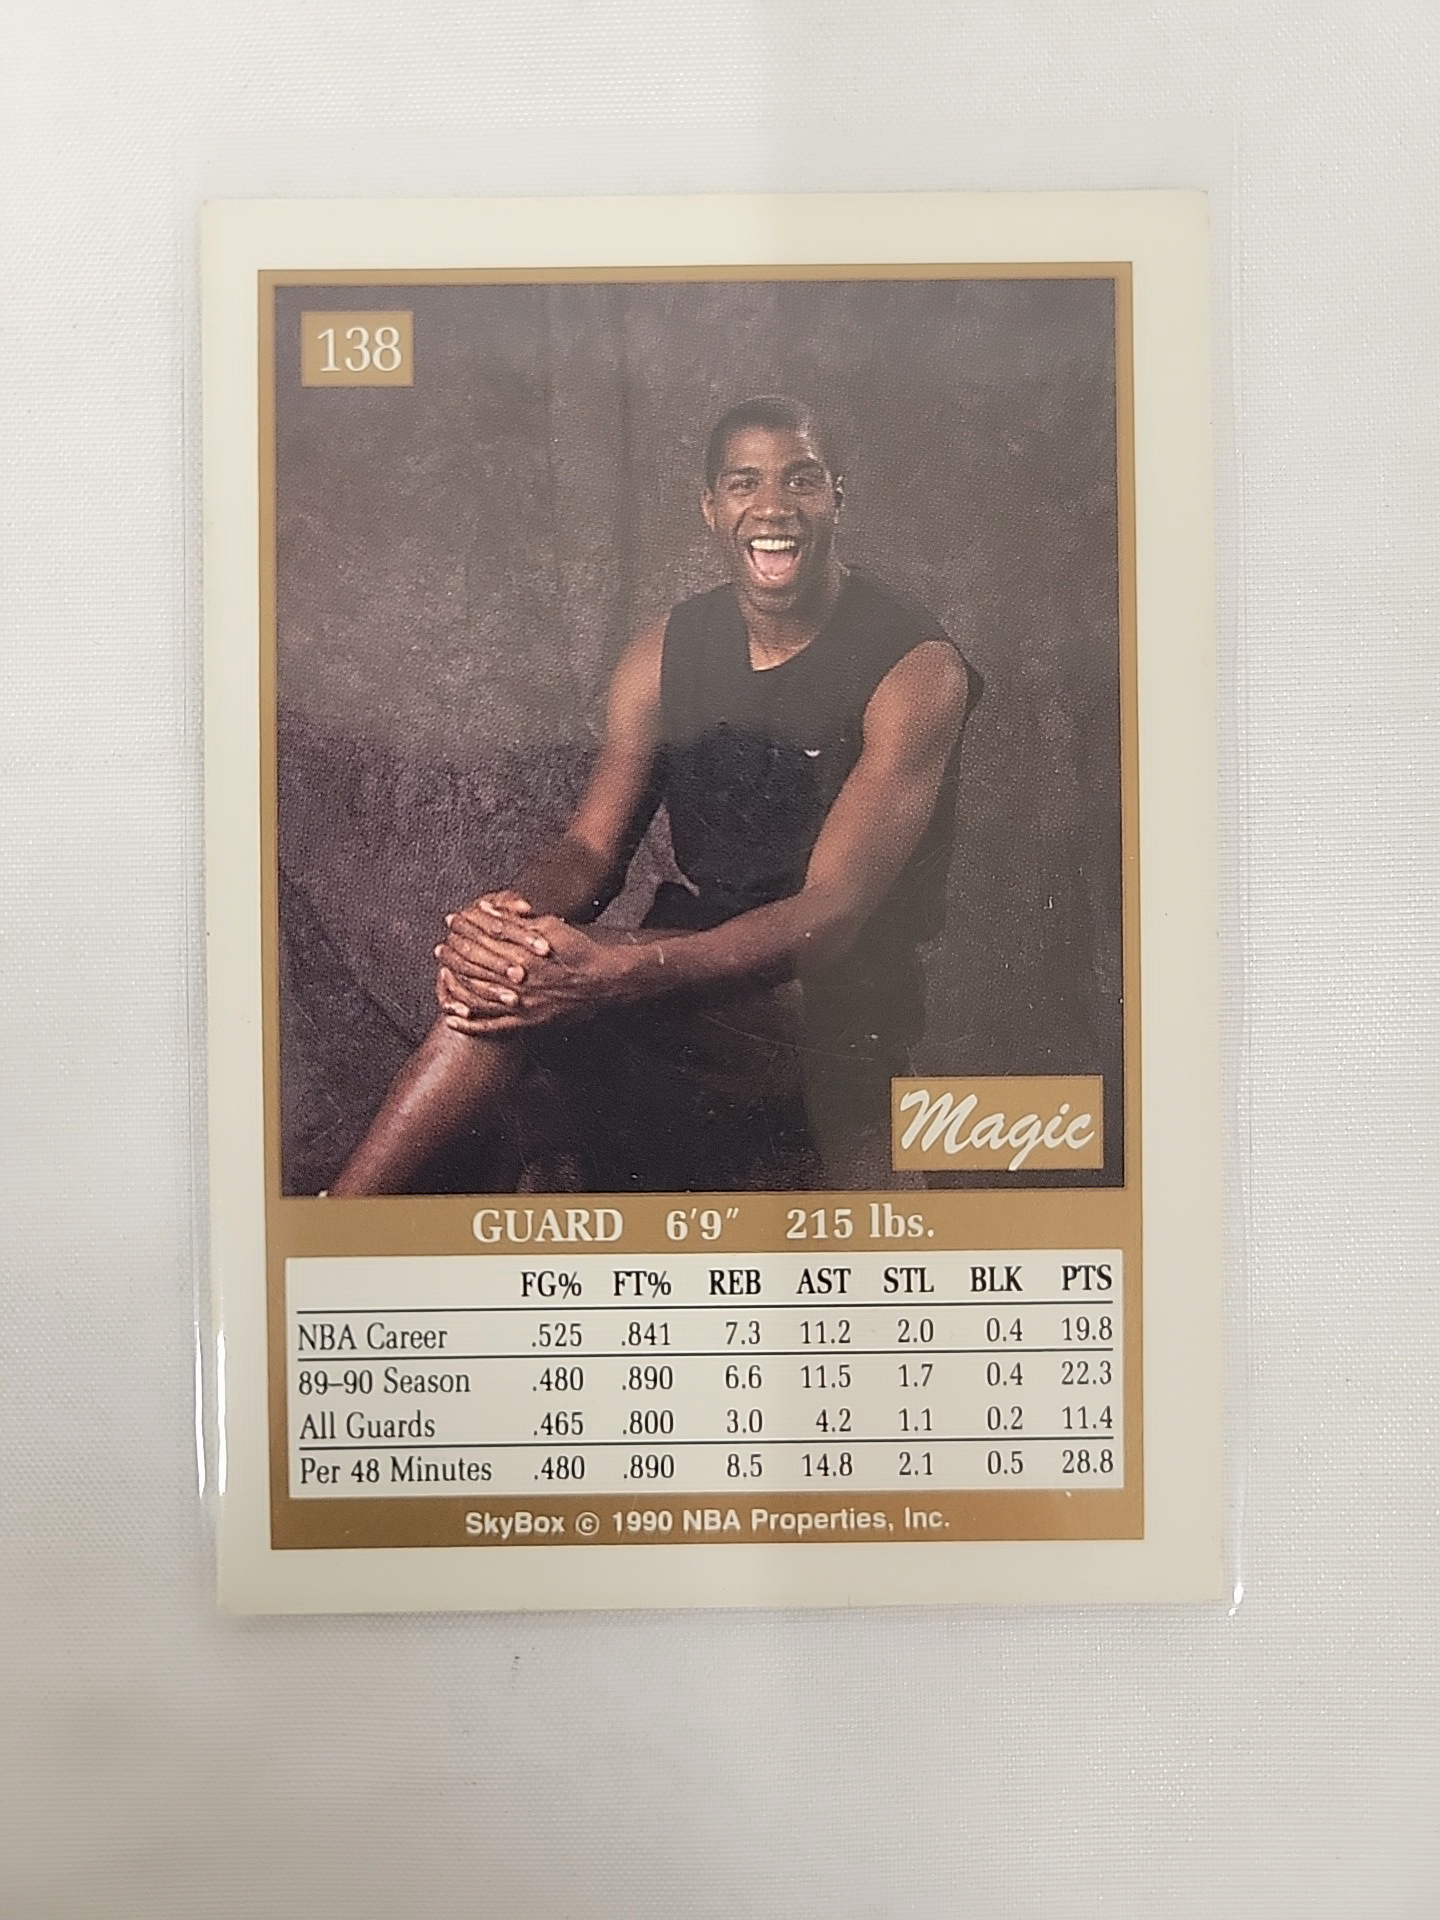 138
Magic
GUARD 6'9" 215 lbs.
FG% FT% REB AST STL BLK PTS
NBA Career .525 .841 7.3 11.2 2.0 0.4 19.8
89–90 Season .480 .890 6.6 11.5 1.7 0.4 22.3
All Guards .465 .800 3.0 4.2 1.1 0.2 11.4
Per 48 Minutes .480 .890 8.5 14.8 2.1 0.5 28.8
SkyBox © 1990 NBA Properties, Inc.